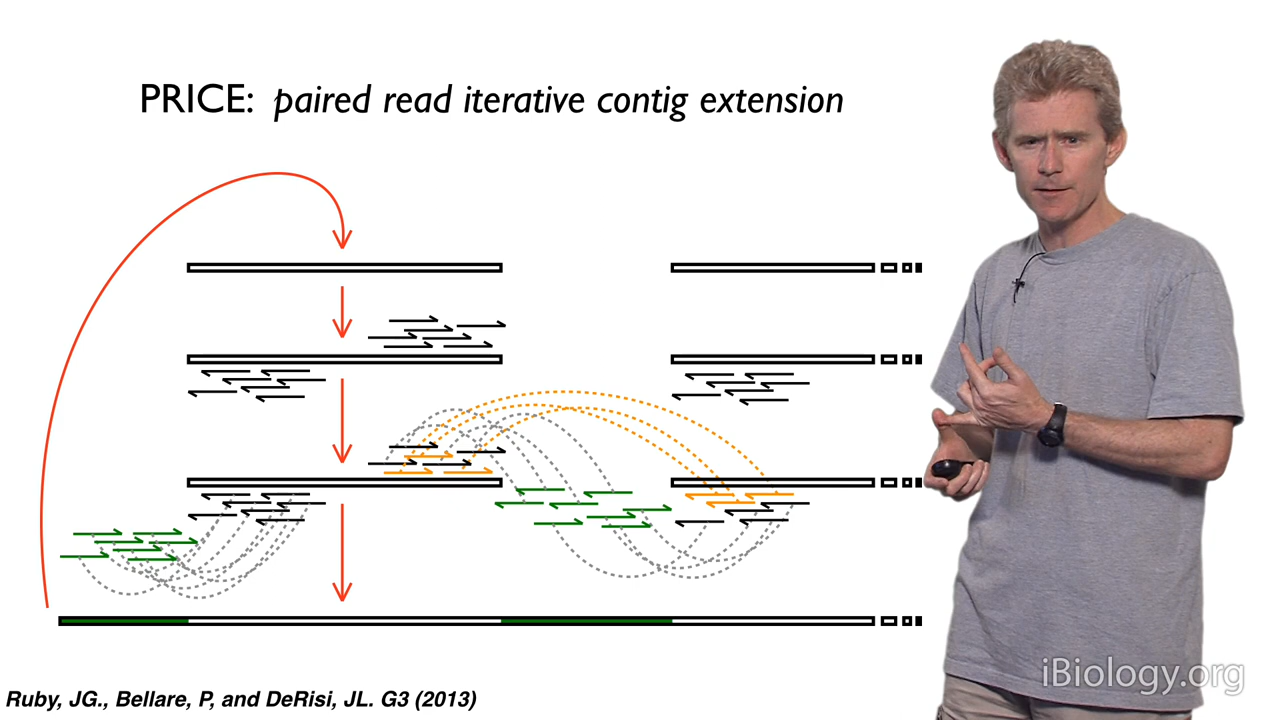 PRICE: paired read iterative contig extension
Ruby, JG., Bellare, P, and DeRisi, JL. G3 (2013)
iBiology.org